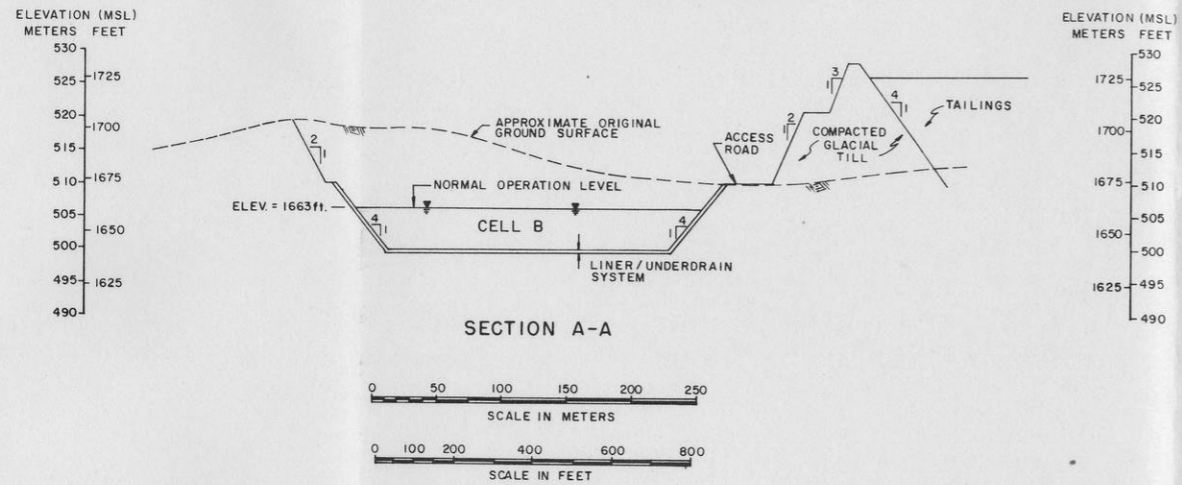 ELEVATION (MSL)
METERS FEET
530
525
520
515
510
505
500
495
490
1725
1700
1675
1650
1625
2
1
APPROXIMATE ORIGINAL
GROUND SURFACE
NORMAL OPERATION LEVEL
ELEV. = 1663ft.
4
1
CELL B
4
1
LINER/UNDERDRAIN
SYSTEM
ACCESS
ROAD
2
1
3
1
COMPACTED
GLACIAL
TILL
4
1
TAILINGS
ELEVATION (MSL)
METERS FEET
1725
1700
1675
1650
1625
530
525
520
515
510
505
500
495
490
SECTION A-A
0 50 100 150 200 250
SCALE IN METERS
0 100 200 400 600 800
SCALE IN FEET